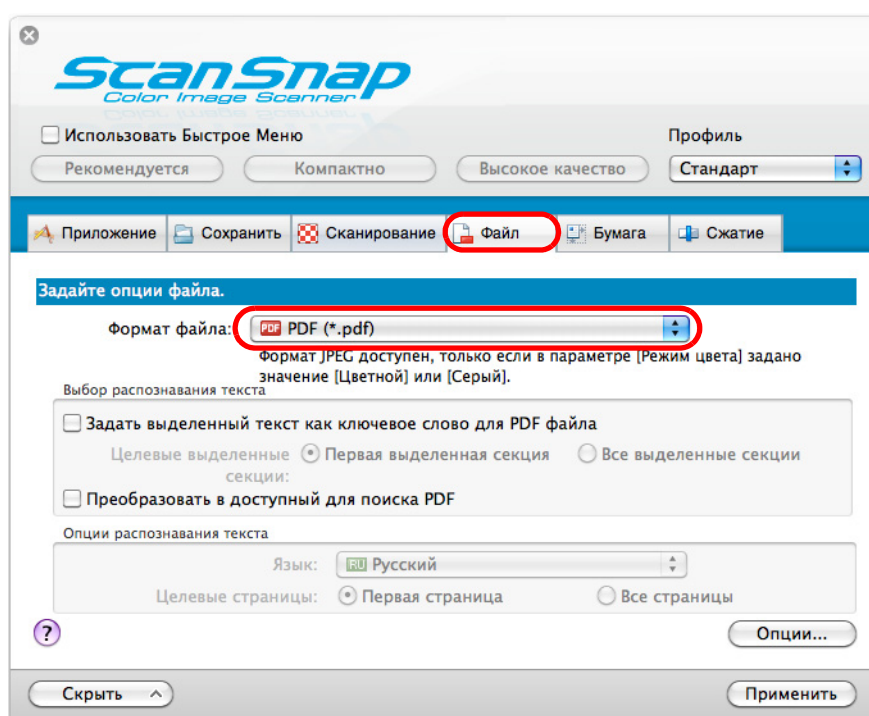 ScanSnap
Color Image Scanner
Использовать Быстрое Меню
Профиль
Рекомендуется Компактно Высокое качество Стандарт
Приложение Сохранить Сканирование Файл Бумага Сжатие
Задайте опции файла.
Формат файла: PDF PDF (*.pdf)
Формат JPEG доступен, только если в параметре [Режим цвета] задано
значение [Цветной] или [Серый].
Выбор распознавания текста
Задать выделенный текст как ключевое слово для PDF файла
Целевые выделенные Первая выделенная секция Все выделенные секции
секции:
Преобразовать в доступный для поиска PDF
Опции распознавания текста
Язык: RU Русский
Целевые страницы: Первая страница Все страницы
? Опции...
Скрыть Применить